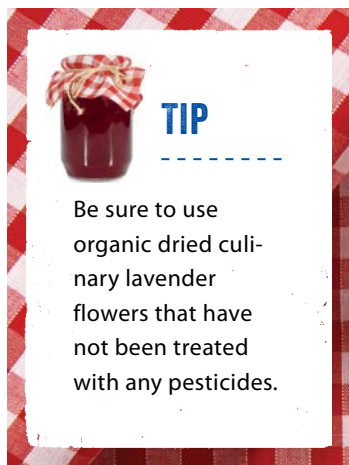 TIP
Be sure to use
organic dried culi-
nary lavender
flowers that have
not been treated
with any pesticides.